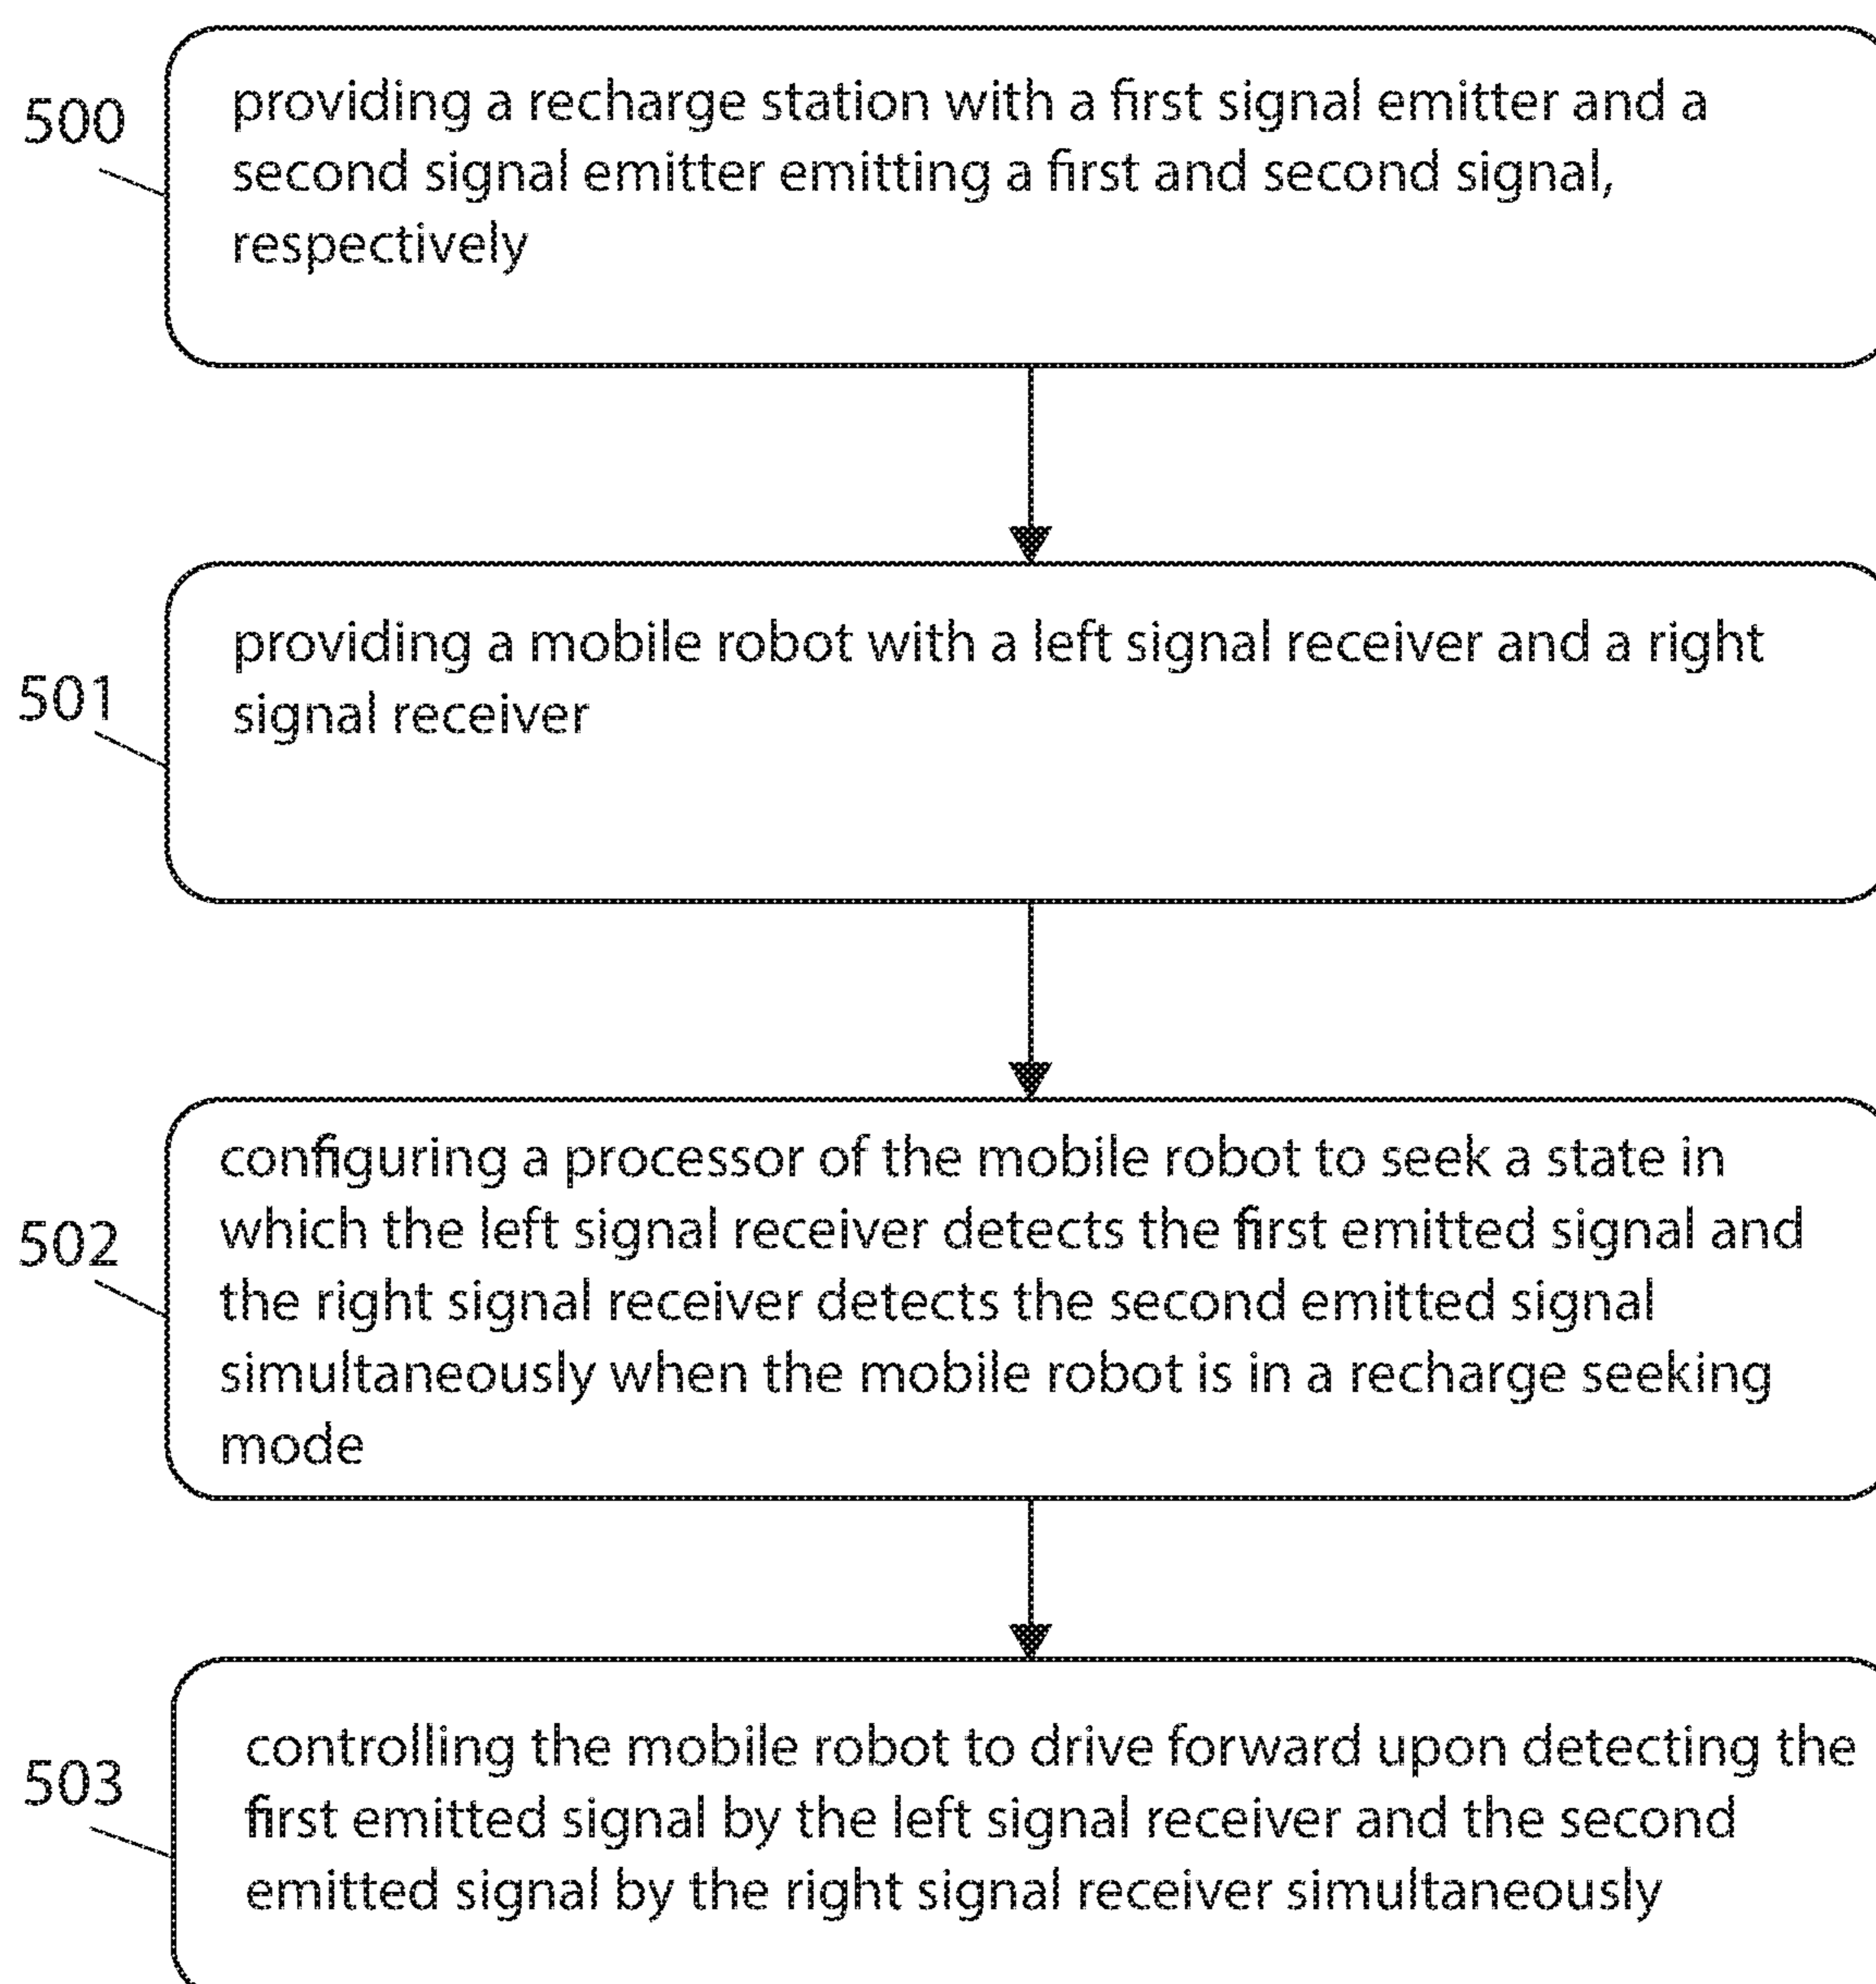 500
providing a recharge station with a first signal emitter and a
second signal emitter emitting a first and second signal,
respectively
501
providing a mobile robot with a left signal receiver and a right
signal receiver
502
configuring a processor of the mobile robot to seek a state in
which the left signal receiver detects the first emitted signal and
the right signal receiver detects the second emitted signal
simultaneously when the mobile robot is in a recharge seeking
mode
503
controlling the mobile robot to drive forward upon detecting the
first emitted signal by the left signal receiver and the second
emitted signal by the right signal receiver simultaneously